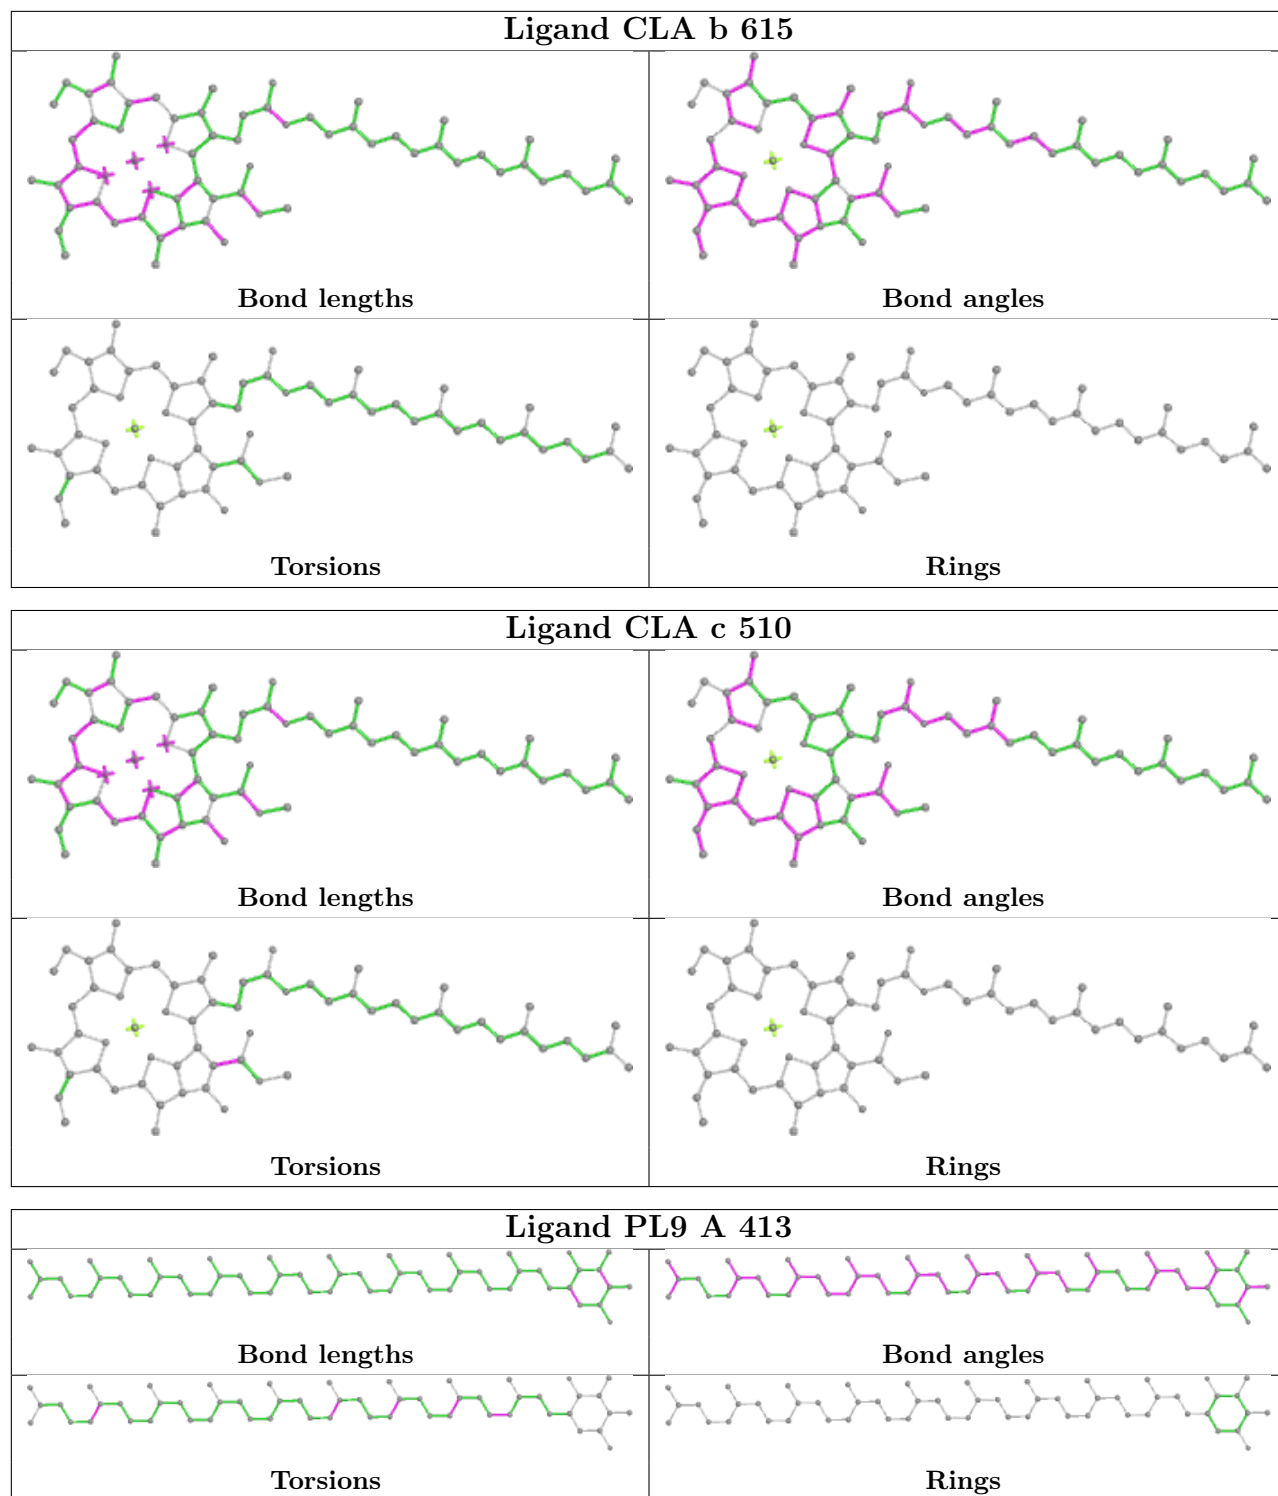 Ligand CLA b 615
Bond lengths
Bond angles
Torsions
Rings
Ligand CLA c 510
Bond lengths
Bond angles
Torsions
Rings
Ligand PL9 A 413
Bond lengths
Bond angles
Torsions
Rings